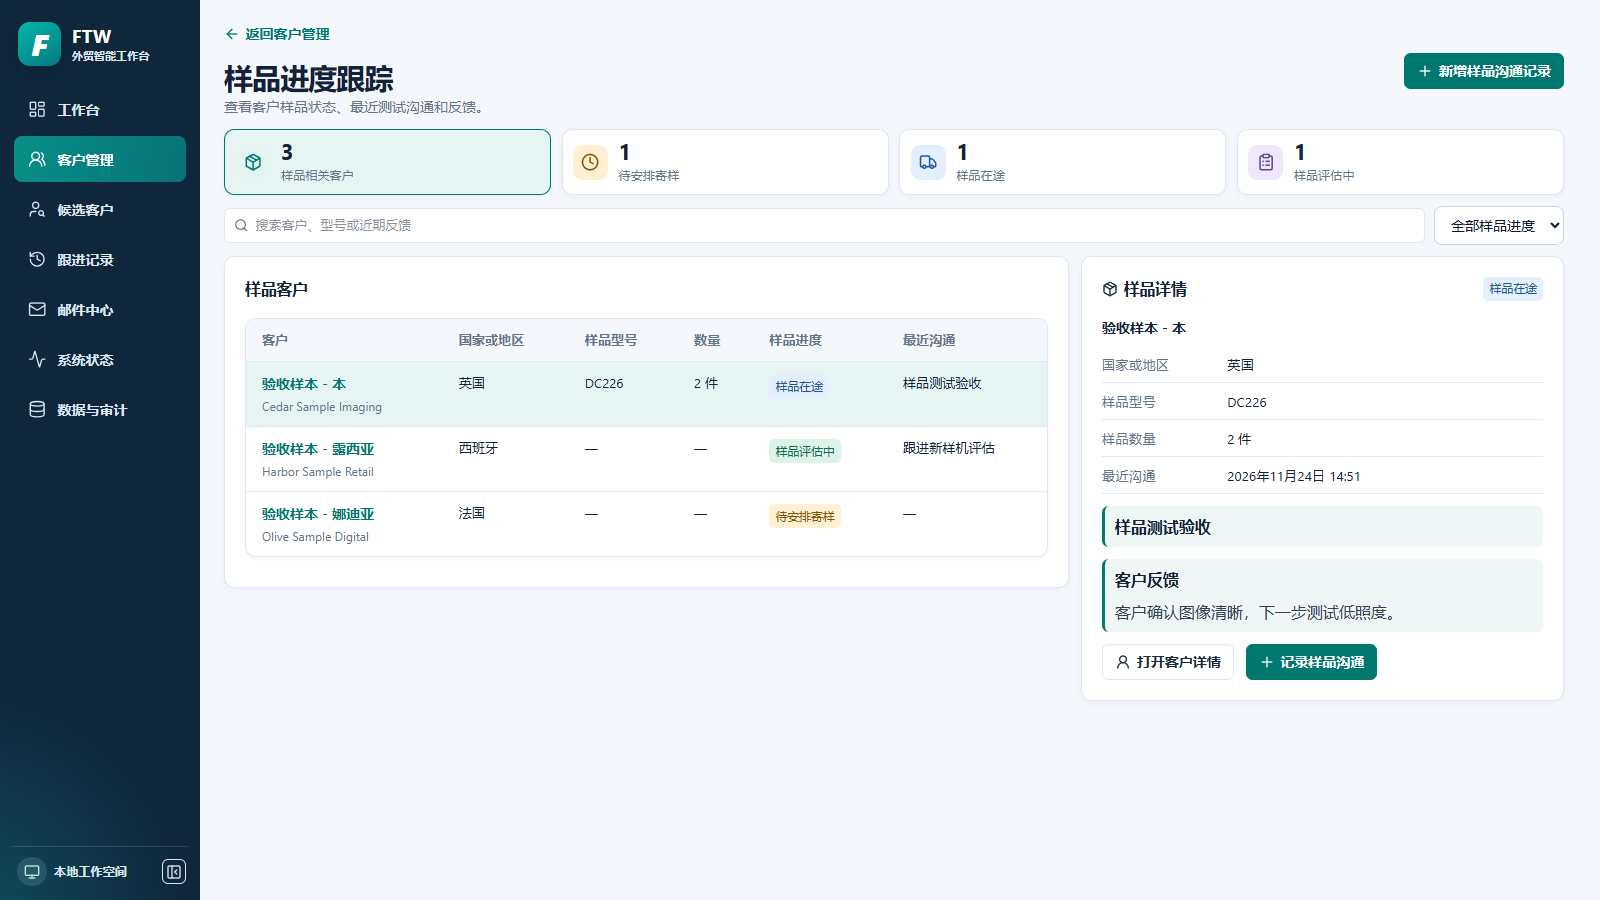 FTW
外贸智能工作台
工作台
客户管理
候选客户
跟进记录
邮件中心
系统状态
数据与审计
本地工作空间
返回客户管理
样品进度跟踪
查看客户样品状态、最近测试沟通和反馈。
新增样品沟通记录
3
样品相关客户
1
待安排寄样
1
样品在途
1
样品评估中
搜索客户、型号或近期反馈
全部样品进度
样品客户
客户 国家或地区 样品型号 数量 样品进度 最近沟通
验收样本 - 本 英国 DC226 2 件 样品在途 样品测试验收
Cedar Sample Imaging
验收样本 - 露西亚 西班牙 — — 样品评估中 跟进新样机评估
Harbor Sample Retail
验收样本 - 娜迪亚 法国 — — 待安排寄样 —
Olive Sample Digital
样品详情 样品在途
验收样本 - 本
国家或地区 英国
样品型号 DC226
样品数量 2 件
最近沟通 2026年11月24日 14:51
样品测试验收
客户反馈
客户确认图像清晰，下一步测试低照度。
打开客户详情 记录样品沟通